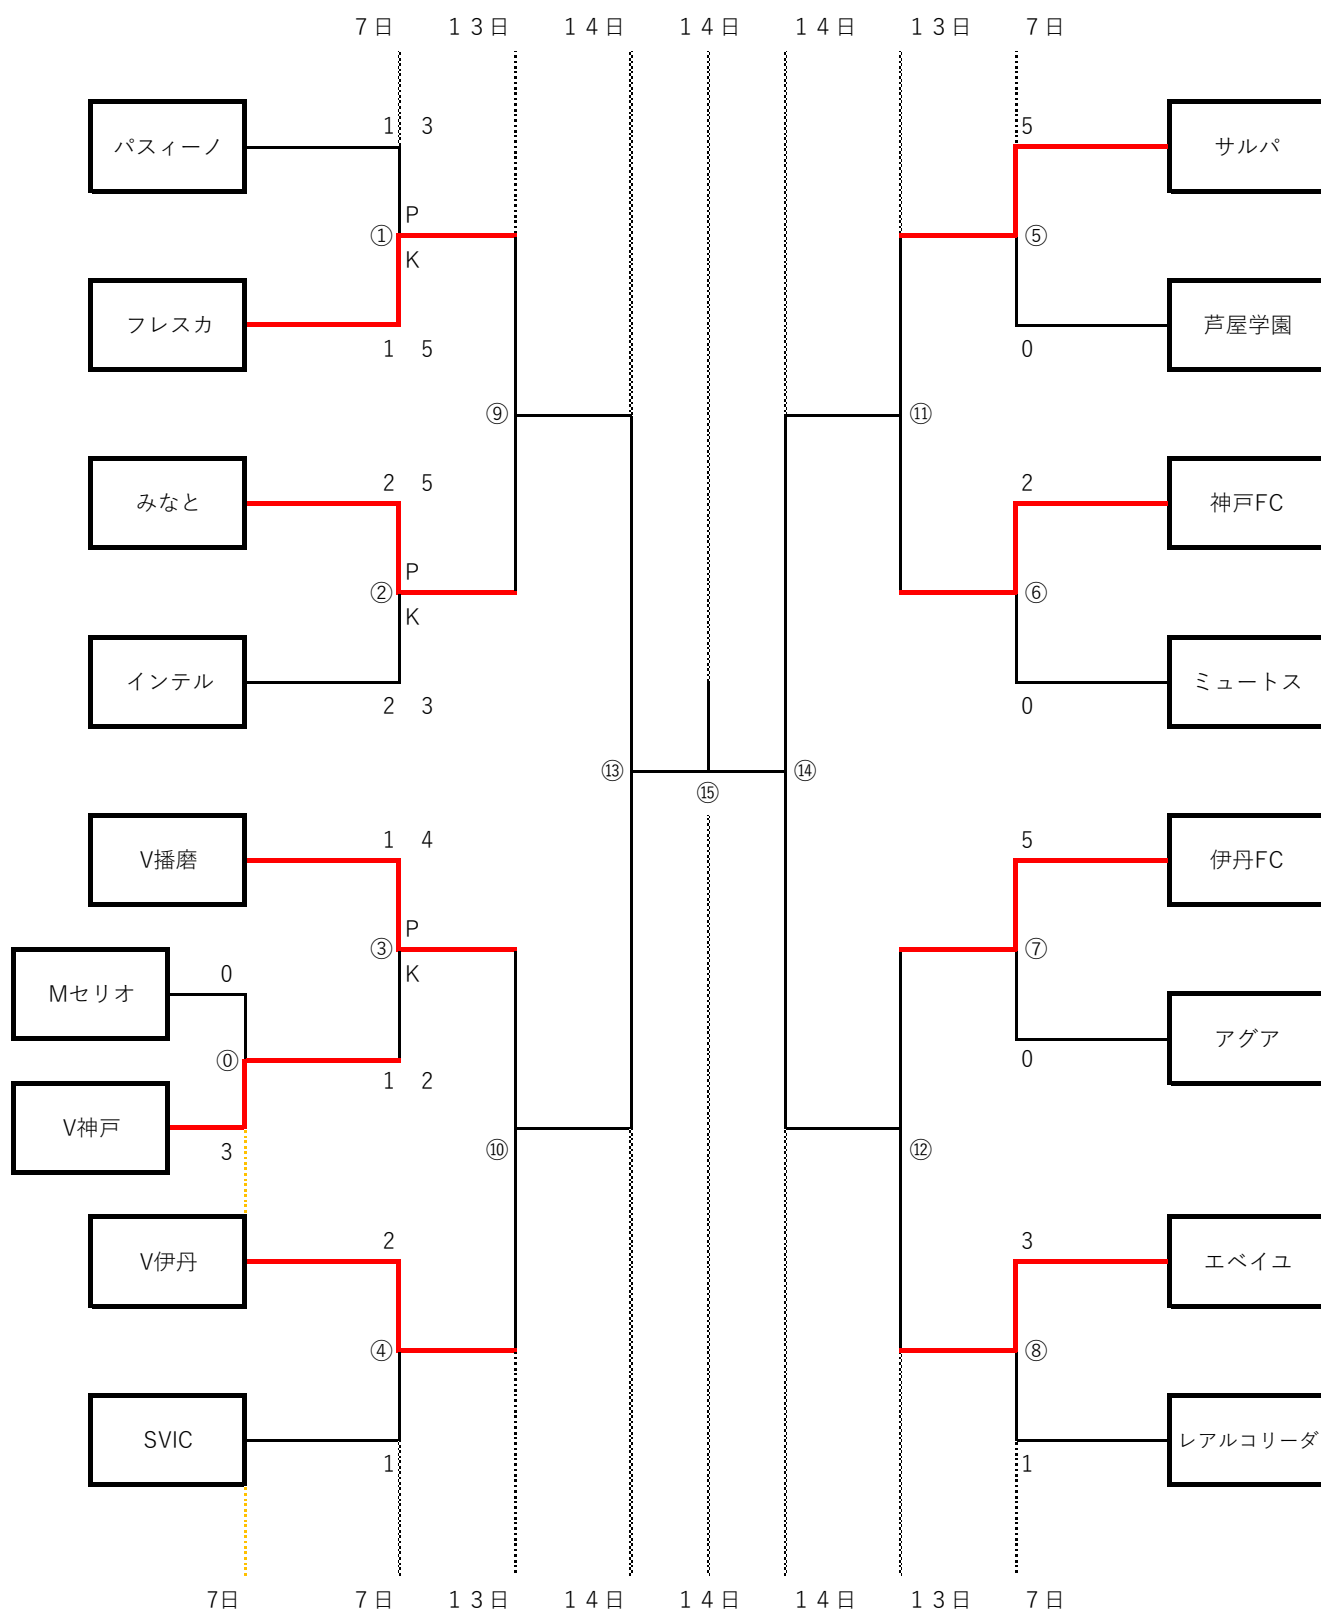 7日 １３日 １４日 １４日 １４日 １３日 7日
パスィーノ 1 3 5 サルパ
P
① ⑤
K
フレスカ 1 5 0 芦屋学園
⑨ ⑪
みなと 2 5 2 神戸FC
P
② ⑥
K
インテル 2 3 0 ミュートス
⑬ ⑭
⑮
V播磨 1 4 5 伊丹FC
P
③ ⑦
K
Mセリオ 0
アグア
⓪ 0
1 2
V神戸
3
⑩ ⑫
V伊丹 2 3 エベイユ
④ ⑧
SVIC 1 1 レアルコリーダ
7日 7日 １３日 １４日 １４日 １４日 １３日 7日